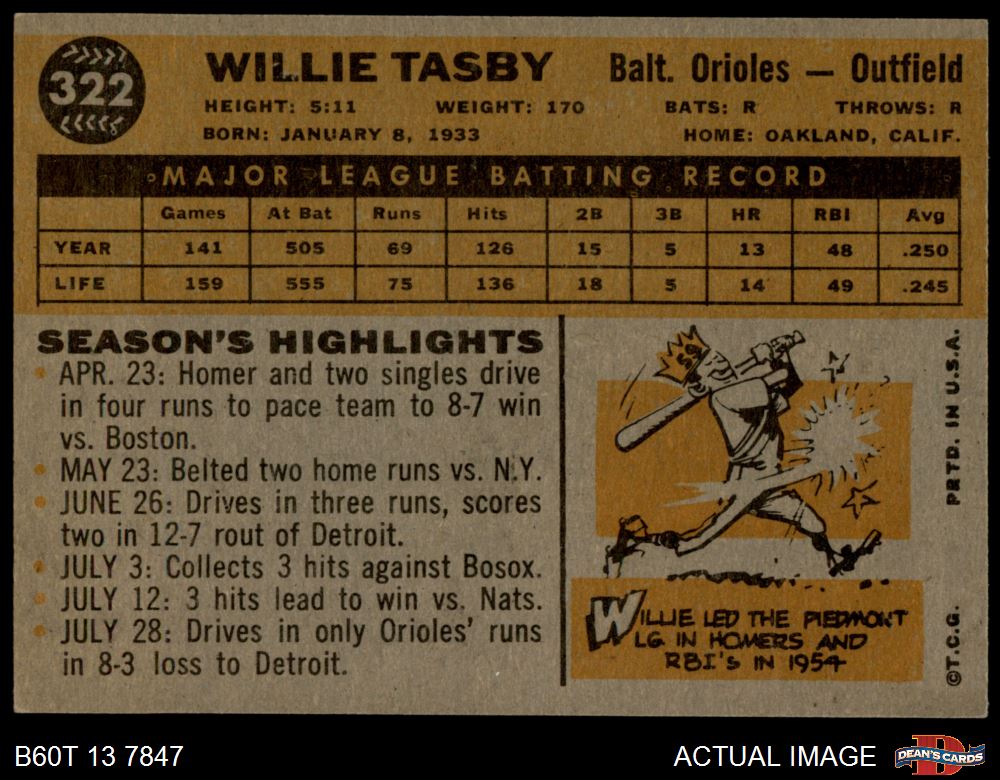 322
WILLIE TASBY Balt. Orioles — Outfield
HEIGHT: 5:11 WEIGHT: 170 BATS: R THROWS: R
BORN: JANUARY 8, 1933 HOME: OAKLAND, CALIF.
MAJOR LEAGUE BATTING RECORD
Games At Bat Runs Hits 2B 3B HR RBI Avg
YEAR 141 505 69 126 15 5 13 48 .250
LIFE 159 555 75 136 18 5 14 49 .245
SEASON'S HIGHLIGHTS
APR. 23: Homer and two singles drive
in four runs to pace team to 8-7 win
vs. Boston.
MAY 23: Belted two home runs vs. N.Y.
JUNE 26: Drives in three runs, scores
two in 12-7 rout of Detroit.
JULY 3: Collects 3 hits against Bosox.
JULY 12: 3 hits lead to win vs. Nats.
JULY 28: Drives in only Orioles' runs
in 8-3 loss to Detroit.
WILLIE LED THE PIEDMONT
LG IN HOMERS AND
RBI'S IN 1954
©T.C.G. PRTD. IN U.S.A.
B60T 13 7847 ACTUAL IMAGE
DEAN'S CARDS